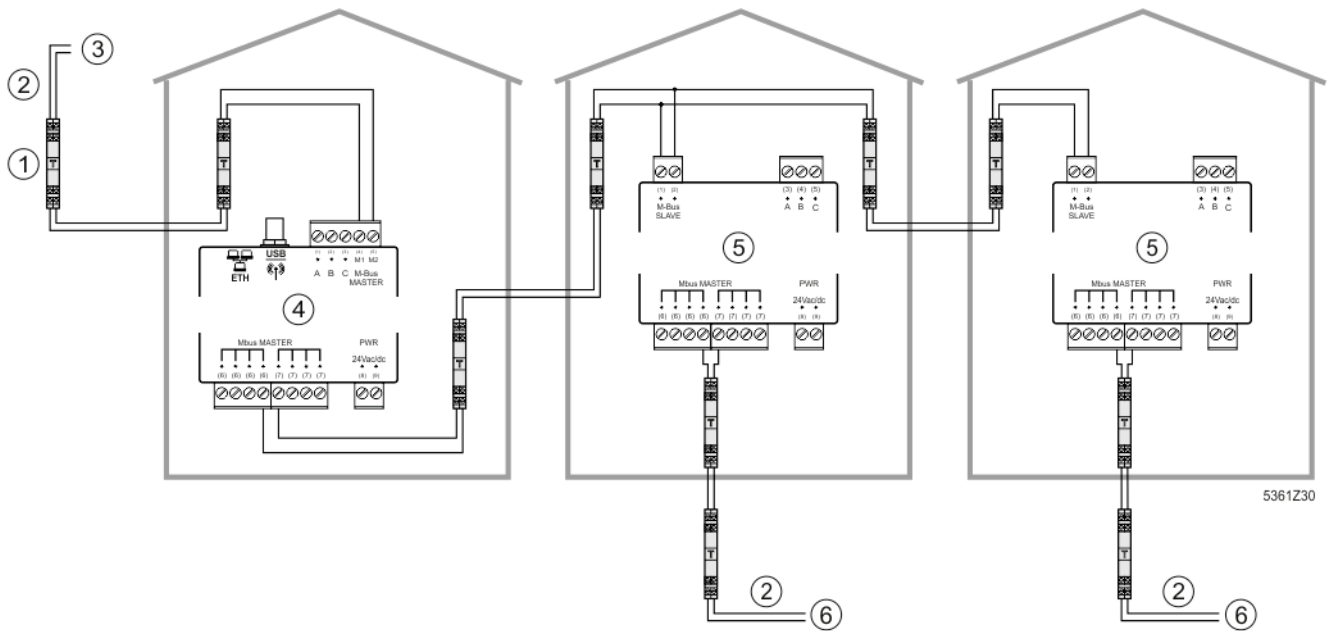 ③
②
①
T
T
USB
ETH
(1) (2) (3) (4) (5)
M1 M2
A B C M-Bus
MASTER
④
Mbus MASTER
PWR
24Vac/dc
(6) (6) (6) (6) (7) (7) (7) (7)
(8) (9)
T
T
(1) (2)
M-Bus
SLAVE
(3) (4) (5)
A B C
⑤
Mbus MASTER
PWR
24Vac/dc
(6) (6) (6) (6) (7) (7) (7) (7)
(8) (9)
T
T
T
②
⑥
T
(1) (2)
M-Bus
SLAVE
(3) (4) (5)
A B C
⑤
Mbus MASTER
PWR
24Vac/dc
(6) (6) (6) (6) (7) (7) (7) (7)
(8) (9)
T
T
②
⑥
5361Z30